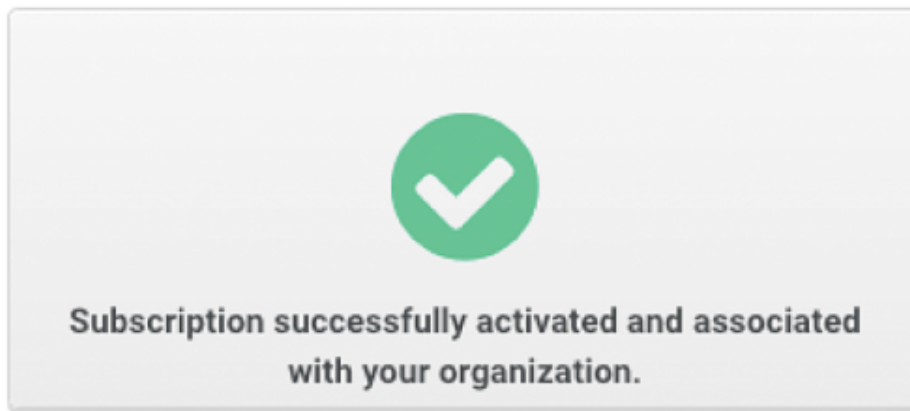 Subscription successfully activated and associated
with your organization.